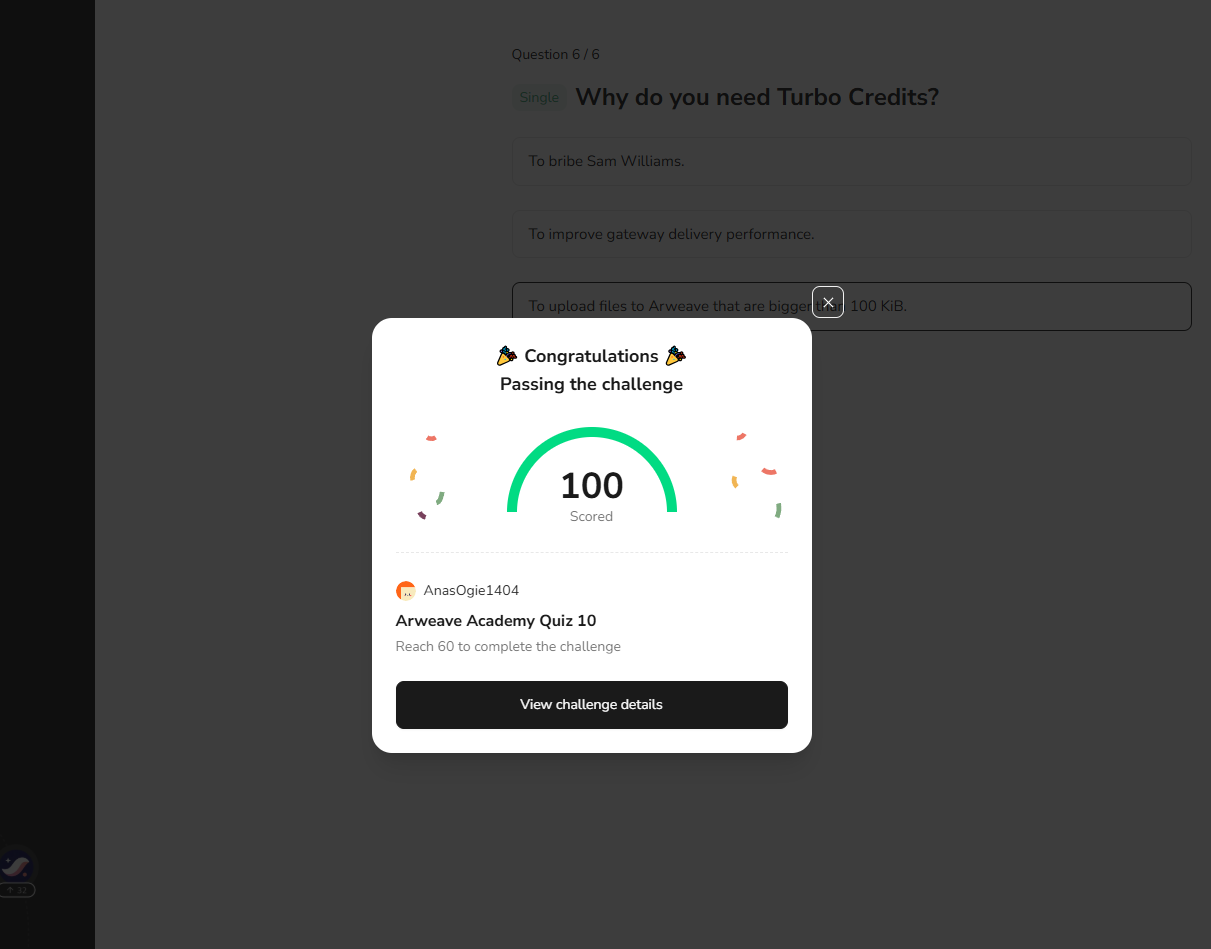 Question 6 / 6
Single Why do you need Turbo Credits?
To bribe Sam Williams.
To improve gateway delivery performance.
To upload files to Arweave that are bigger than 100 KiB.
Congratulations
Passing the challenge
100
Scored
AnasOgie1404
Arweave Academy Quiz 10
Reach 60 to complete the challenge
View challenge details
32